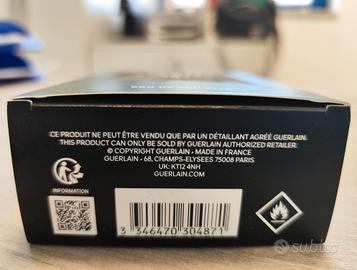 CE PRODUIT NE PEUT ÊTRE VENDU QUE PAR UN DÉTAILLANT AGRÉÉ GUERLAIN.
THIS PRODUCT CAN ONLY BE SOLD BY GUERLAIN AUTHORIZED RETAILER.
© COPYRIGHT GUERLAIN - MADE IN FRANCE
GUERLAIN - 68, CHAMPS-ELYSEES 75008 PARIS
UK: KT12 4NH
GUERLAIN.COM
INFORMATION
3 346470 304871
subito